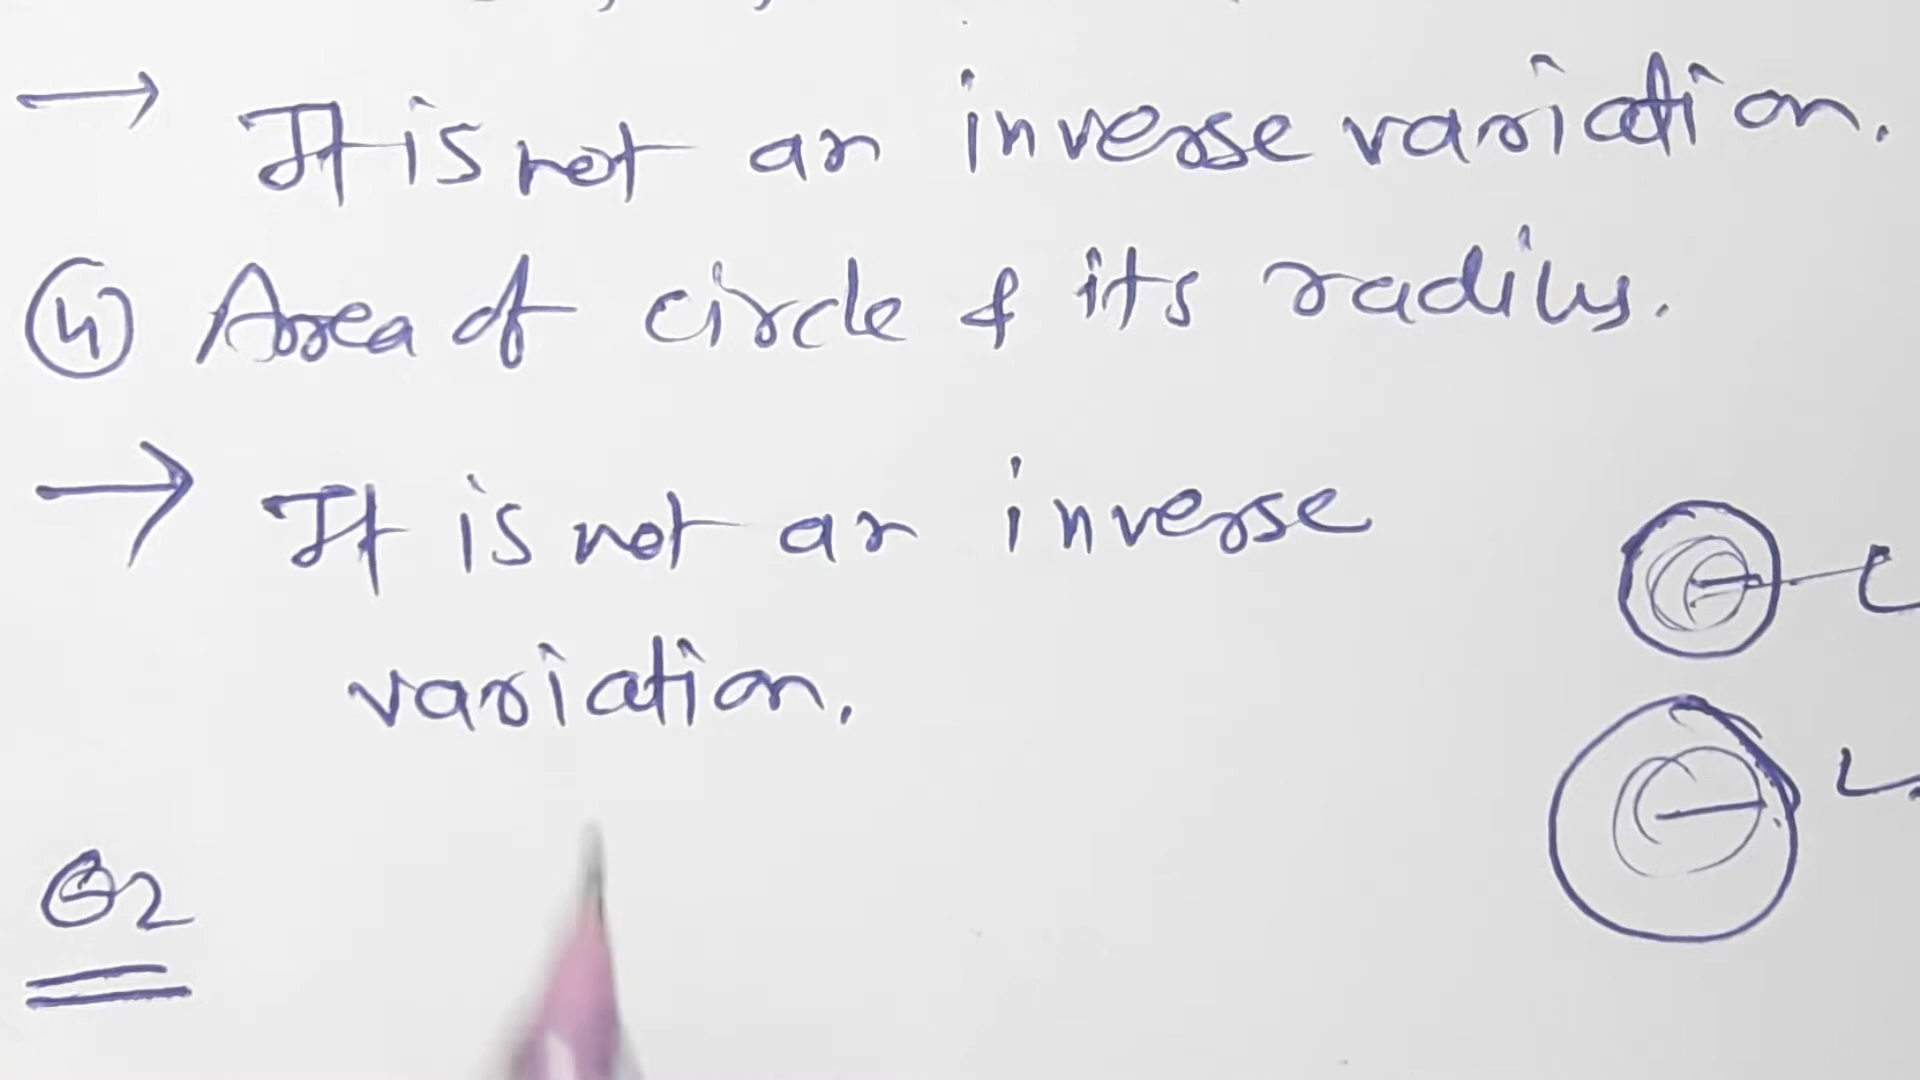 → It is not an inverse variation.
④ Area of circle & its radius.
→ It is not an inverse
variation.
Q2